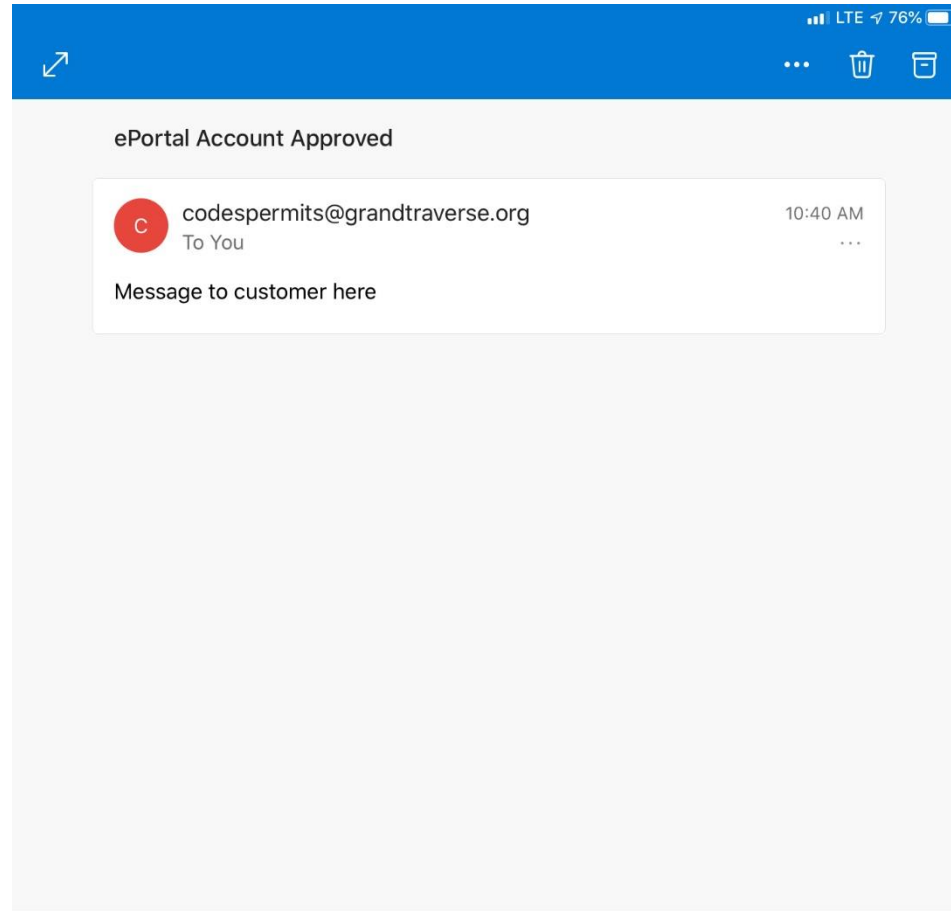 LTE 76%
ePortal Account Approved
C
codespermits@grandtraverse.org
10:40 AM
To You
Message to customer here